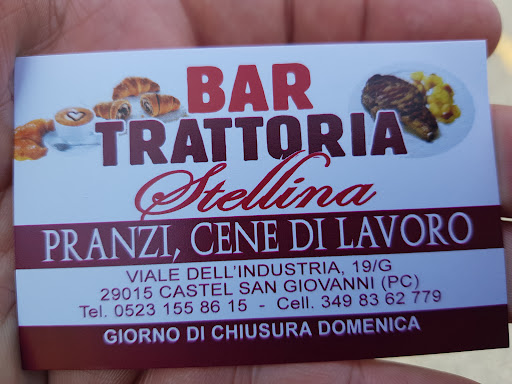 BAR
TRATTORIA
Stellina
PRANZI, CENE DI LAVORO
VIALE DELL'INDUSTRIA, 19/G
29015 CASTEL SAN GIOVANNI (PC)
Tel. 0523 155 86 15 - Cell. 349 83 62 779
GIORNO DI CHIUSURA DOMENICA